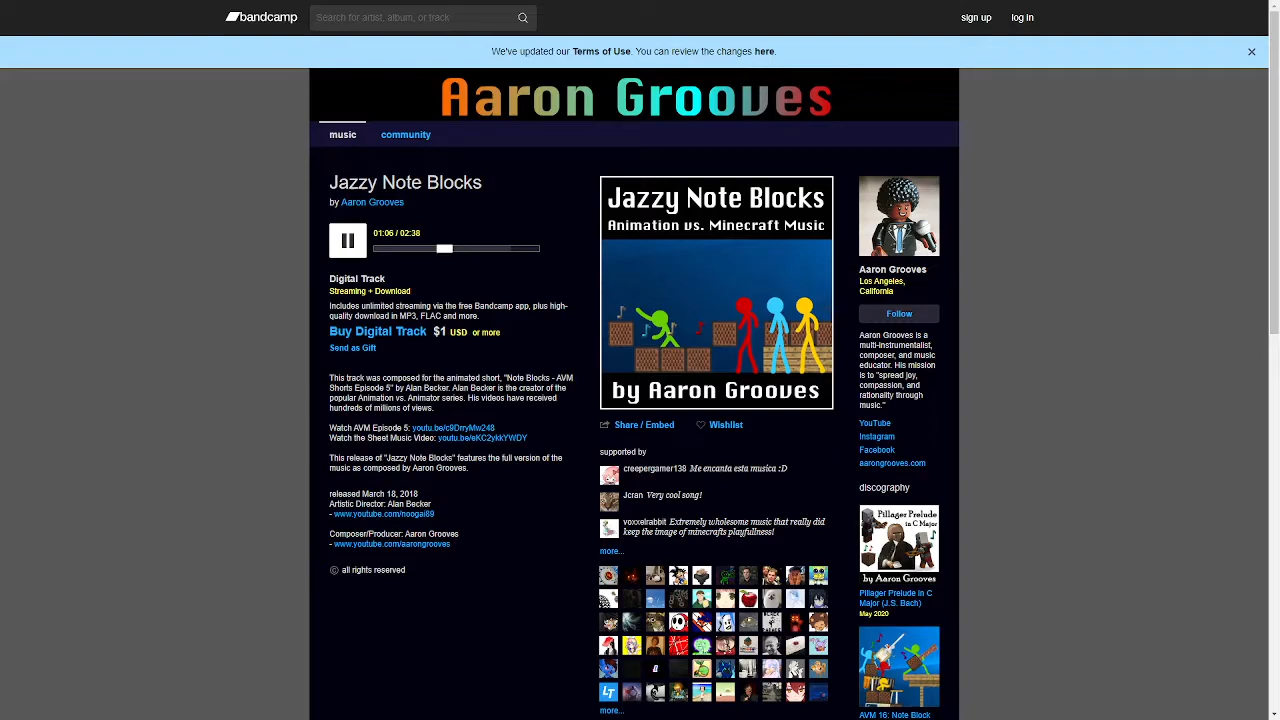 bandcamp
Search for artist, album, or track
sign up
log in
We've updated our Terms of Use. You can review the changes here.
Aaron Grooves
music
community
Jazzy Note Blocks
by Aaron Grooves
01:06 / 02:38
Digital Track
Streaming + Download
Includes unlimited streaming via the free Bandcamp app, plus high-
quality download in MP3, FLAC and more.
Buy Digital Track $1 USD or more
Send as Gift
This track was composed for the animated short, "Note Blocks - AVM
Shorts Episode 5" by Alan Becker. Alan Becker is the creator of the
popular Animation vs. Animator series. His videos have received
hundreds of millions of views.
Watch AVM Episode 5: youtu.be/c9DrryMw248
Watch the Sheet Music Video: youtu.be/eKC2ykkYWDY
This release of "Jazzy Note Blocks" features the full version of the
music as composed by Aaron Grooves.
released March 18, 2018
Artistic Director: Alan Becker
- www.youtube.com/noogai89
Composer/Producer: Aaron Grooves
- www.youtube.com/aarongrooves
all rights reserved
Jazzy Note Blocks
Animation vs. Minecraft Music
by Aaron Grooves
Share / Embed
Wishlist
supported by
creepergamer138 Me encanta esta musica :D
Jcran Very cool song!
voxxelrabbit Extremely wholesome music that really did
keep the image of minecrafts playfullness!
more...
LT
more...
Aaron Grooves
Los Angeles,
California
Follow
Aaron Grooves is a
multi-instrumentalist,
composer, and music
educator. His mission
is to "spread joy,
compassion, and
rationality through
music."
YouTube
Instagram
Facebook
aarongrooves.com
discography
Pillager Prelude
in C Major
by Aaron Grooves
Pillager Prelude in C
Major (J.S. Bach)
May 2020
AVM 16: Note Block